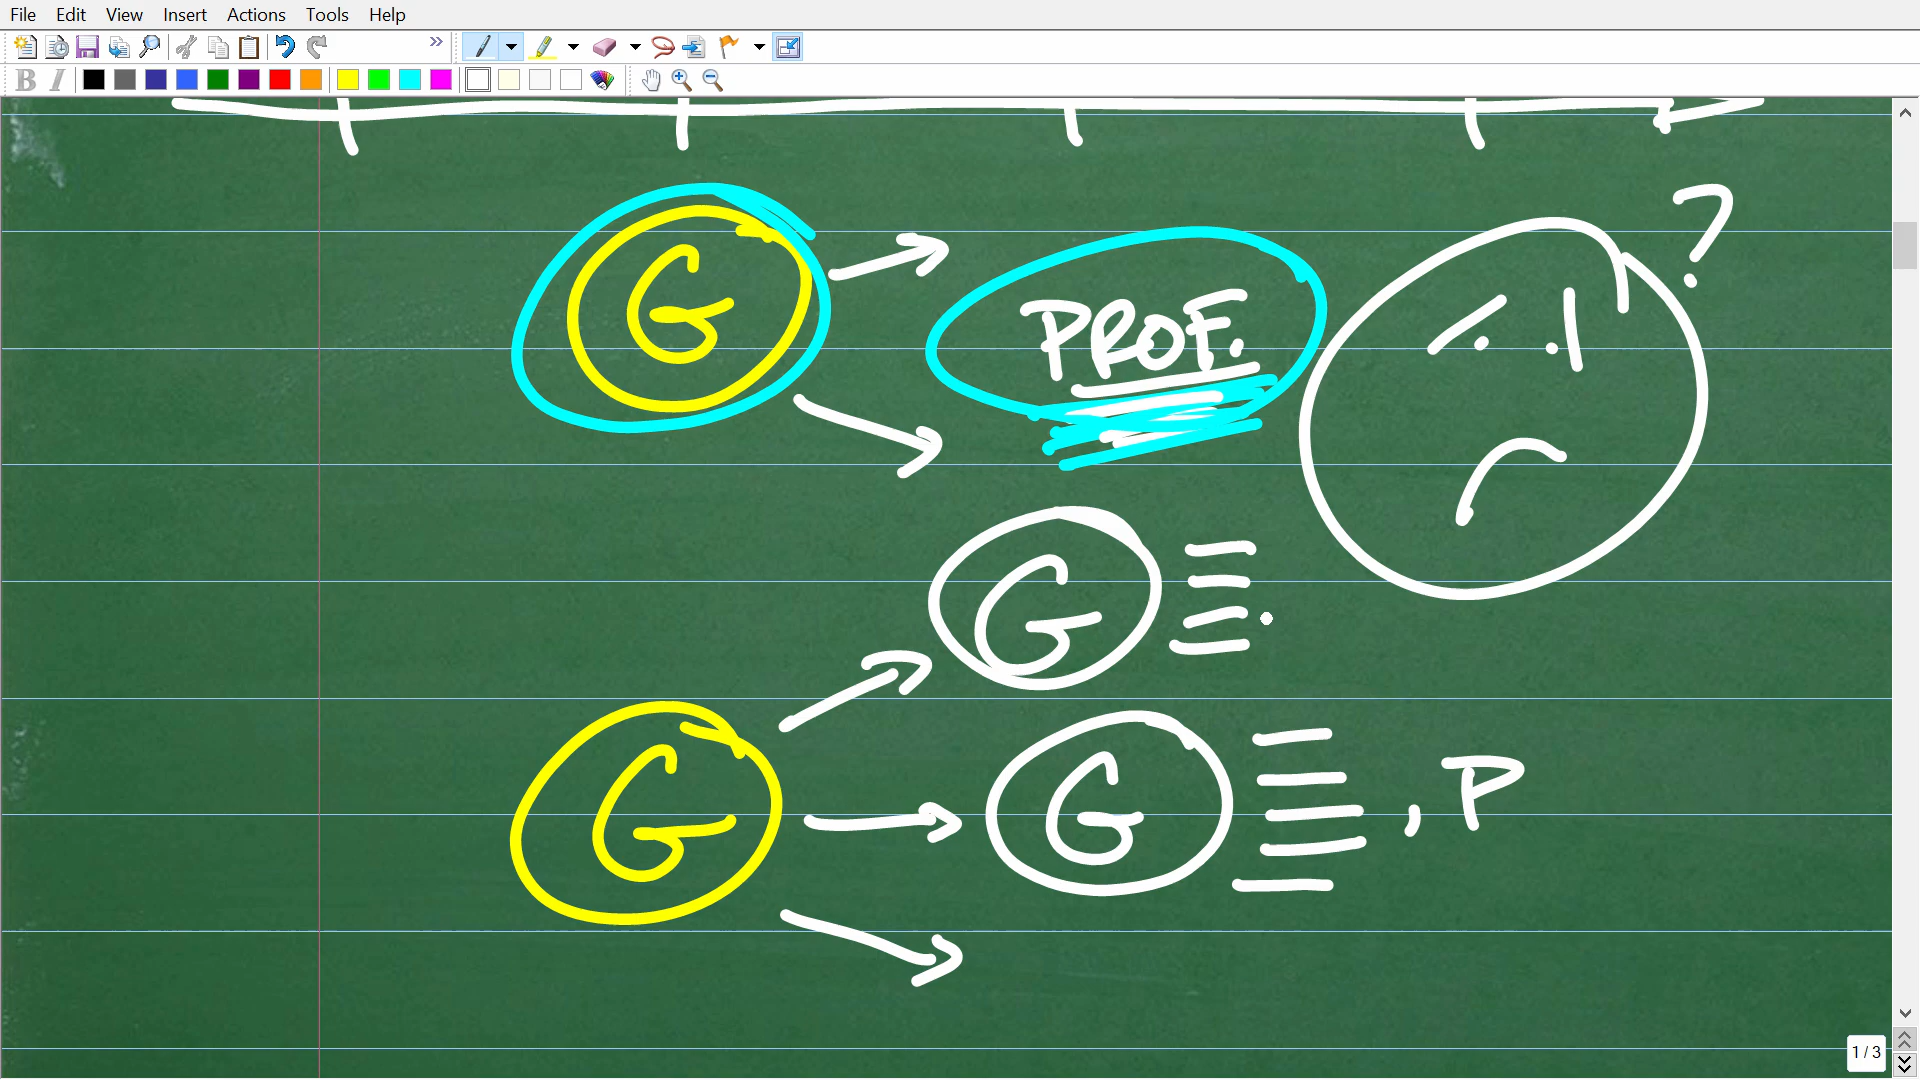 File Edit View Insert Actions Tools Help
B I
?
G PROF.
G
G G , P
1 / 3